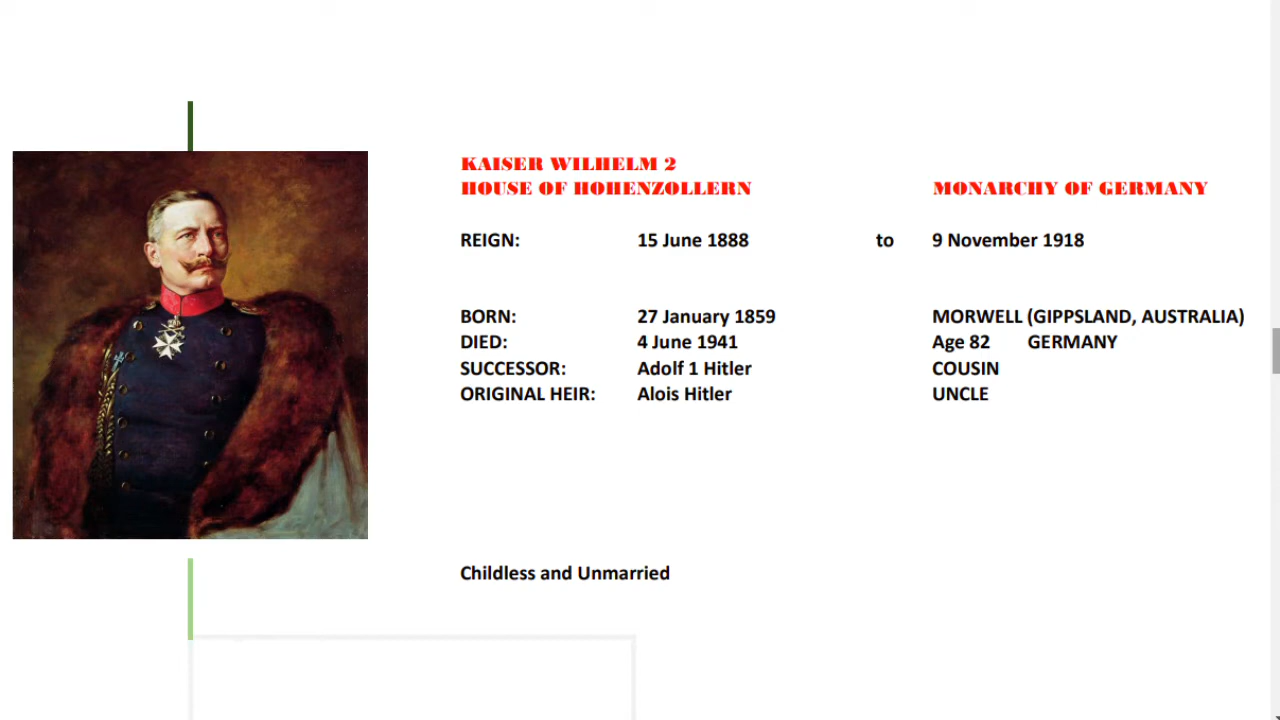 KAISER WILHELM 2
HOUSE OF HOHENZOLLERN MONARCHY OF GERMANY
REIGN: 15 June 1888 to 9 November 1918
BORN: 27 January 1859 MORWELL (GIPPSLAND, AUSTRALIA)
DIED: 4 June 1941 Age 82 GERMANY
SUCCESSOR: Adolf 1 Hitler COUSIN
ORIGINAL HEIR: Alois Hitler UNCLE
Childless and Unmarried